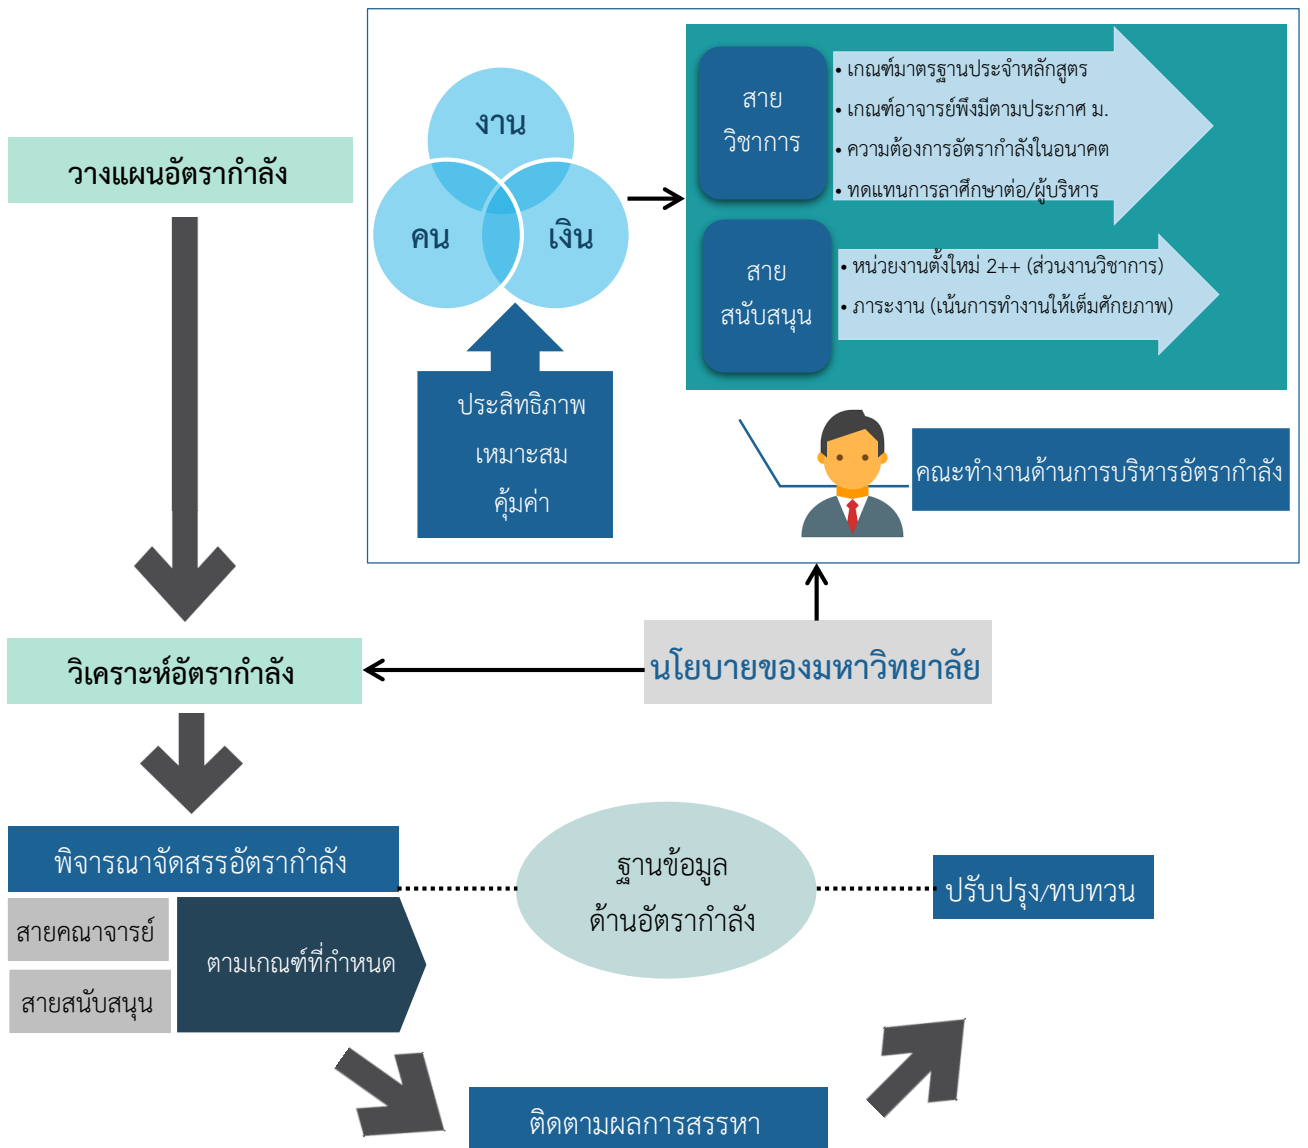 วางแผนอัตรากำลัง
งาน
คน
เงิน
ประสิทธิภาพ
เหมาะสม
คุ้มค่า
สาย
วิชาการ
• เกณฑ์มาตรฐานประจำหลักสูตร
• เกณฑ์อาจารย์พึงมีตามประกาศ ม.
• ความต้องการอัตรากำลังในอนาคต
• ทดแทนการลาศึกษาต่อ/ผู้บริหาร
สาย
สนับสนุน
• หน่วยงานตั้งใหม่ 2++ (ส่วนงานวิชาการ)
• ภาระงาน (เน้นการทำงานให้เต็มศักยภาพ)
คณะทำงานด้านการบริหารอัตรากำลัง
วิเคราะห์อัตรากำลัง
นโยบายของมหาวิทยาลัย
พิจารณาจัดสรรอัตรากำลัง
สายคณาจารย์
สายสนับสนุน
ตามเกณฑ์ที่กำหนด
ฐานข้อมูล
ด้านอัตรากำลัง
ปรับปรุง/ทบทวน
ติดตามผลการสรรหา